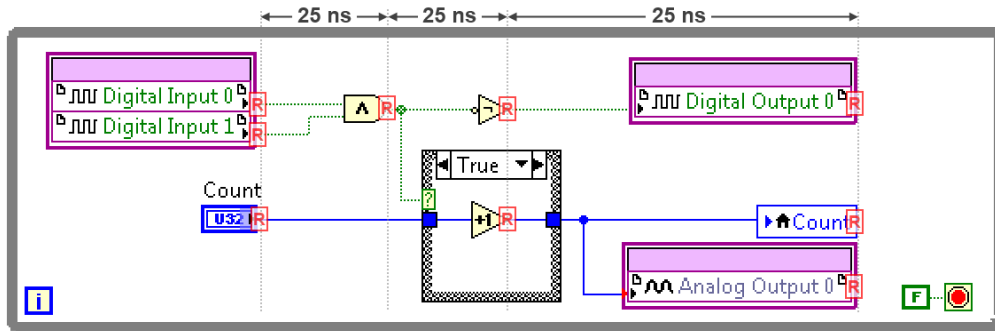 25 ns 25 ns 25 ns
Digital Input 0 R
Digital Input 1 R
R
R
Digital Output 0 R
True
?
Count
U32 R
+1 R
Count R
Analog Output 0 R
i
F